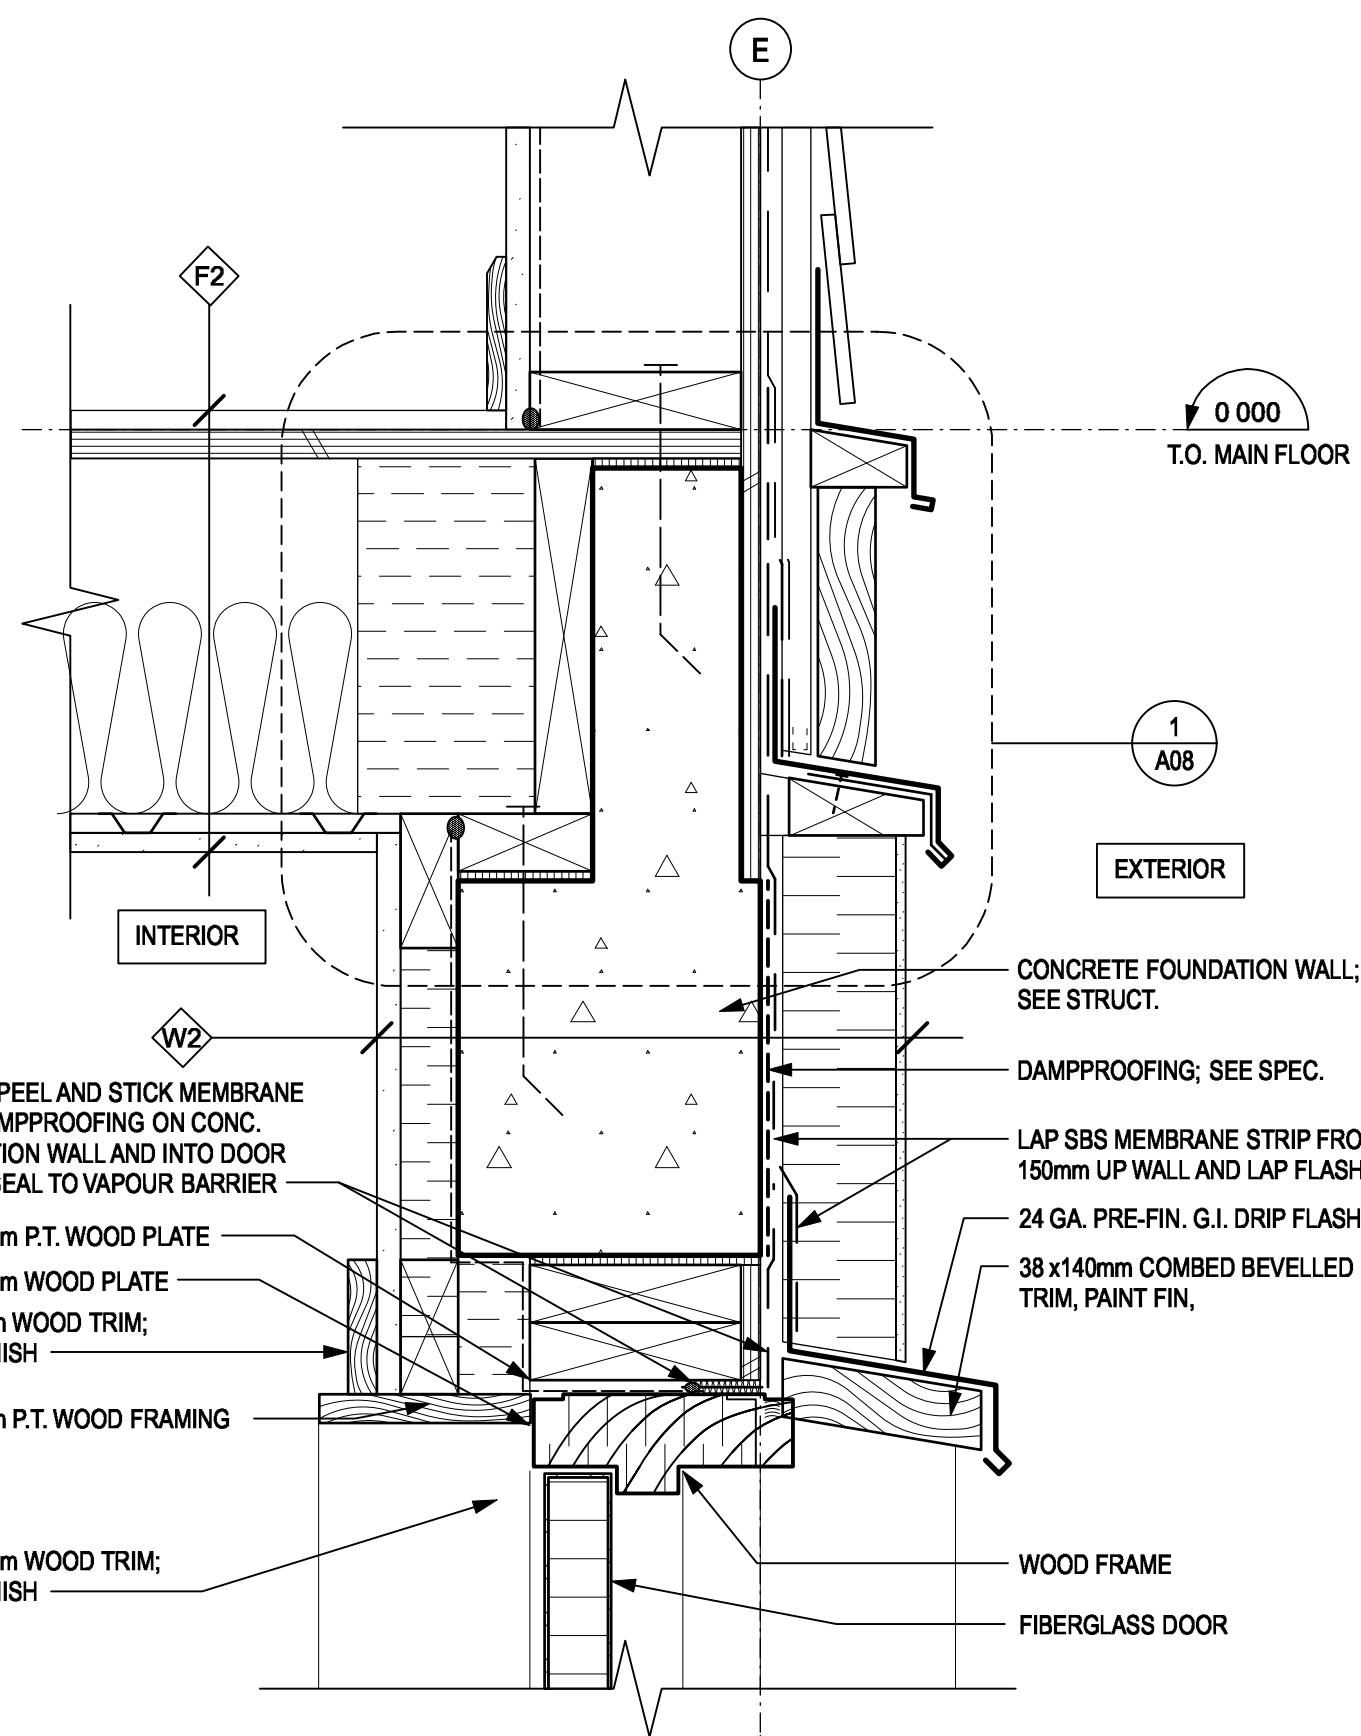 E
F2
0 000
T.O. MAIN FLOOR
1
A08
EXTERIOR
INTERIOR
CONCRETE FOUNDATION WALL;
SEE STRUCT.
W2
DAMPPROOFING; SEE SPEC.
PEEL AND STICK MEMBRANE
MPPROOFING ON CONC.
TION WALL AND INTO DOOR
SEAL TO VAPOUR BARRIER
LAP SBS MEMBRANE STRIP FRO
150mm UP WALL AND LAP FLASH
m P.T. WOOD PLATE
24 GA. PRE-FIN. G.I. DRIP FLASH
m WOOD PLATE
38 x140mm COMBED BEVELLED
TRIM, PAINT FIN,
n WOOD TRIM;
NISH
n P.T. WOOD FRAMING
m WOOD TRIM;
NISH
WOOD FRAME
FIBERGLASS DOOR